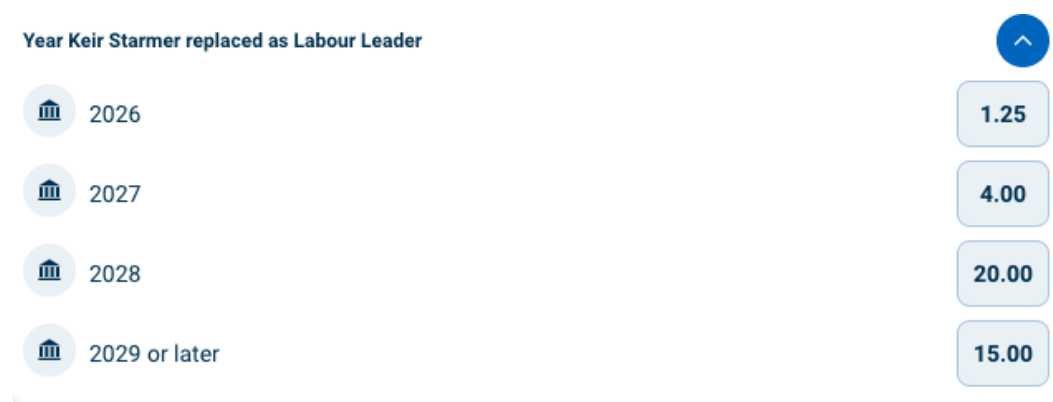 Year Keir Starmer replaced as Labour Leader
2026 1.25
2027 4.00
2028 20.00
2029 or later 15.00